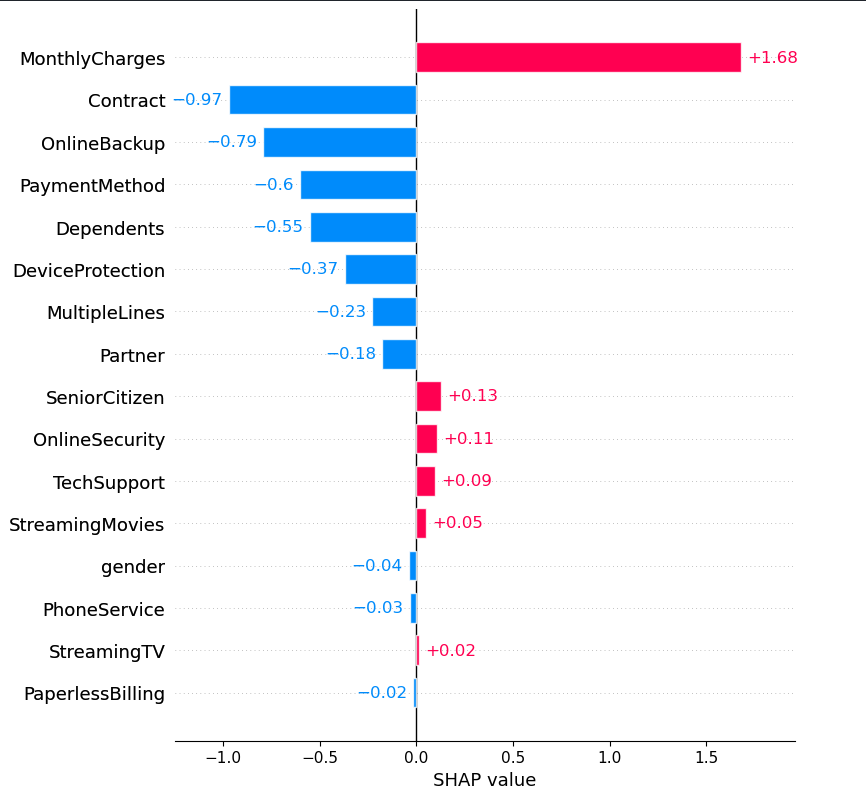 MonthlyCharges +1.68
Contract −0.97
OnlineBackup −0.79
PaymentMethod −0.6
Dependents −0.55
DeviceProtection −0.37
MultipleLines −0.23
Partner −0.18
SeniorCitizen +0.13
OnlineSecurity +0.11
TechSupport +0.09
StreamingMovies +0.05
gender −0.04
PhoneService −0.03
StreamingTV +0.02
PaperlessBilling −0.02
−1.0 −0.5 0.0 0.5 1.0 1.5
SHAP value